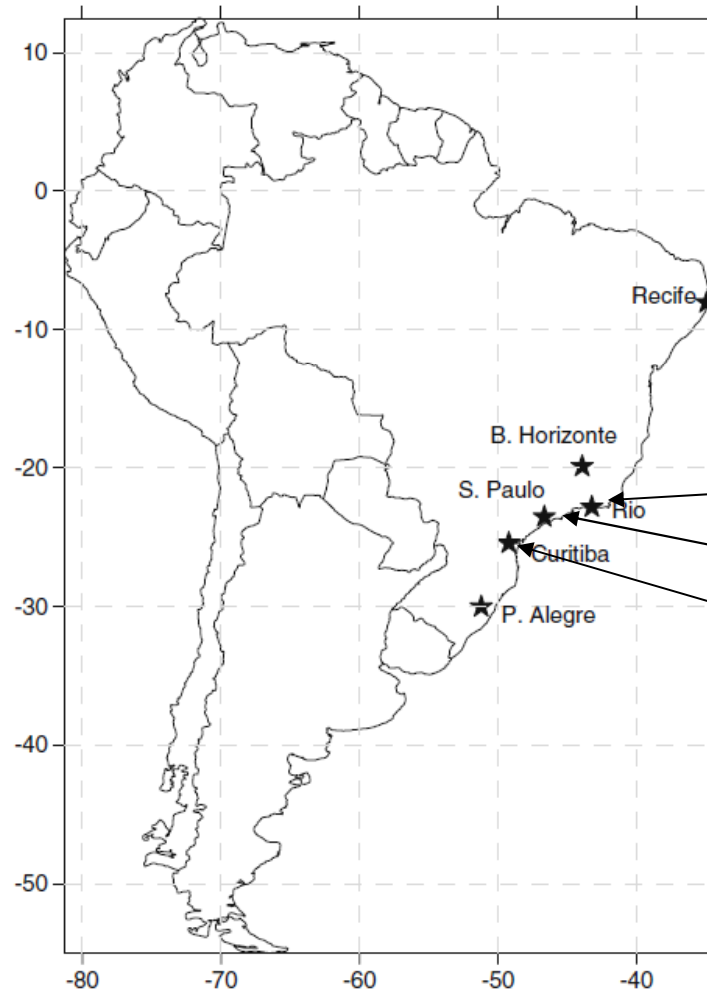 10
0
-10
-20
-30
-40
-50
Recife
B. Horizonte
S. Paulo
Rio
Curitiba
P. Alegre
-80
-70
-60
-50
-40